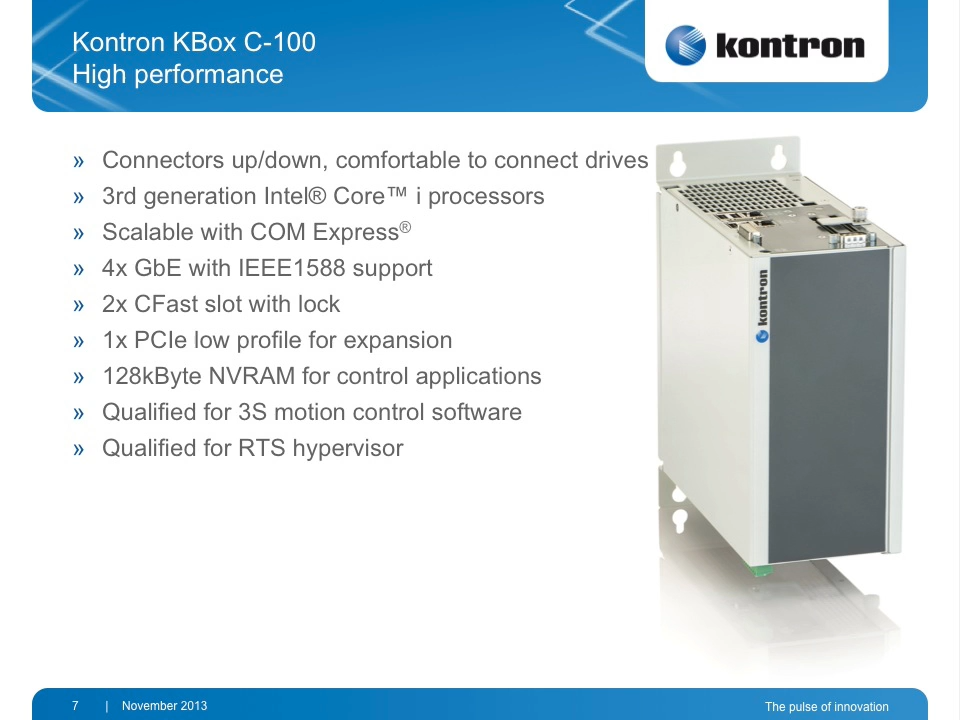 Kontron KBox C-100
High performance
kontron
» Connectors up/down, comfortable to connect drives
» 3rd generation Intel® Core™ i processors
» Scalable with COM Express®
» 4x GbE with IEEE1588 support
» 2x CFast slot with lock
» 1x PCIe low profile for expansion
» 128kByte NVRAM for control applications
» Qualified for 3S motion control software
» Qualified for RTS hypervisor
kontron
7 | November 2013
The pulse of innovation